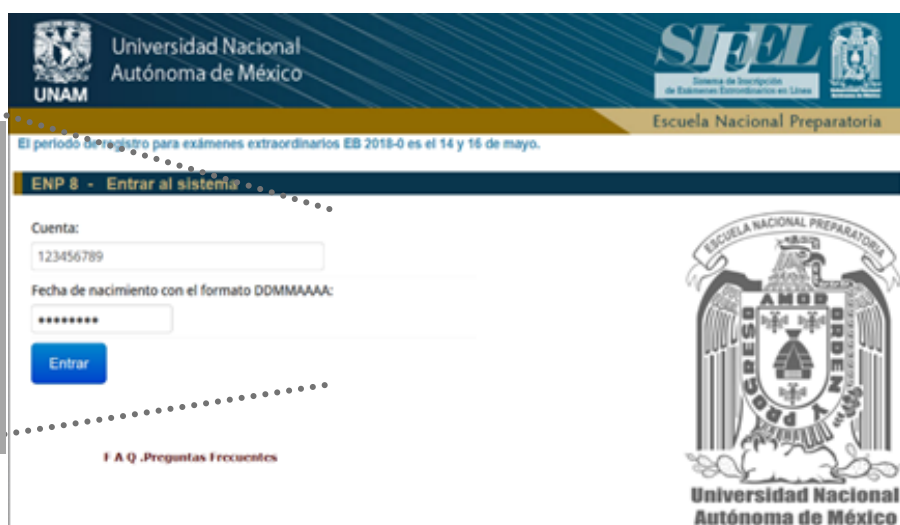 Universidad Nacional
Autónoma de México
UNAM
SIEEL
Sistema de Inscripción
de Exámenes Extraordinarios en Línea
Escuela Nacional Preparatoria
El periodo de registro para exámenes extraordinarios EB 2018-0 es el 14 y 16 de mayo.
ENP 8 - Entrar al sistema
Cuenta:
123456789
Fecha de nacimiento con el formato DDMMAAAA:
••••••••
Entrar
F A Q .Preguntas Frecuentes
ESCUELA NACIONAL PREPARATORIA
AMOR
ORDEN
Y PROGRESO
Universidad Nacional
Autónoma de México